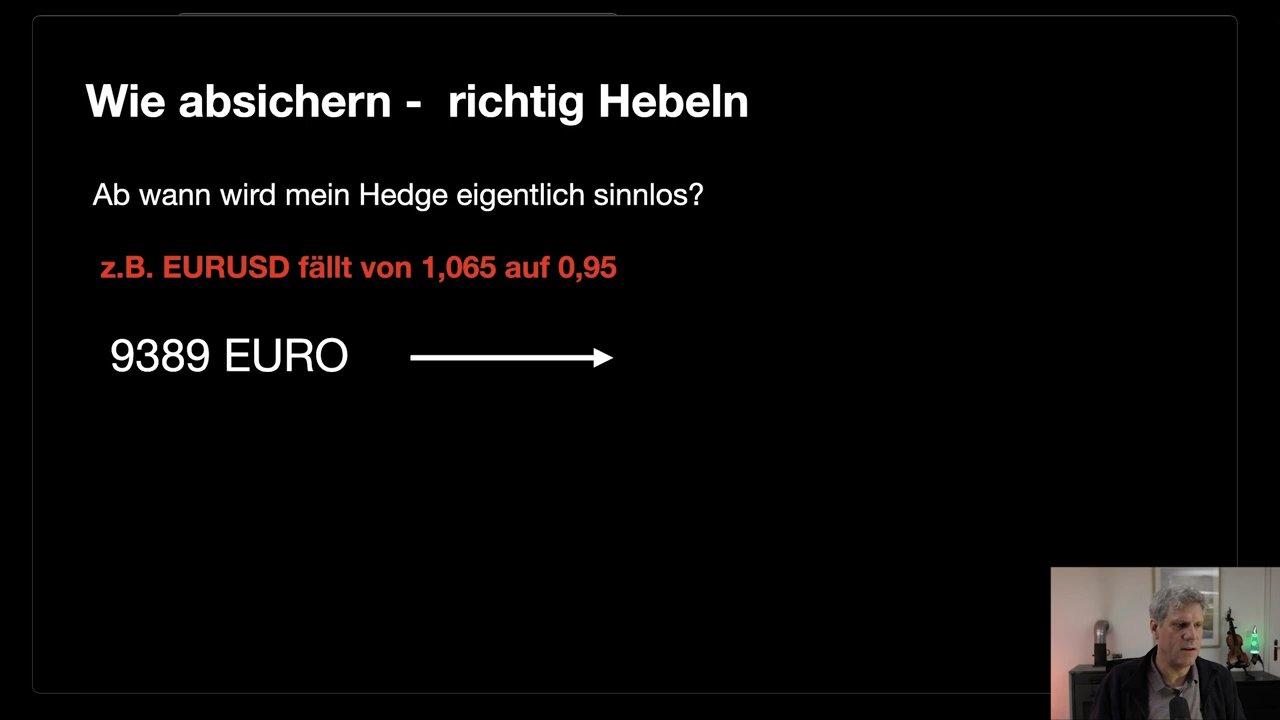 Wie absichern -  richtig Hebeln
Ab wann wird mein Hedge eigentlich sinnlos?
z.B. EURUSD fällt von 1,065 auf 0,95
9389 EURO